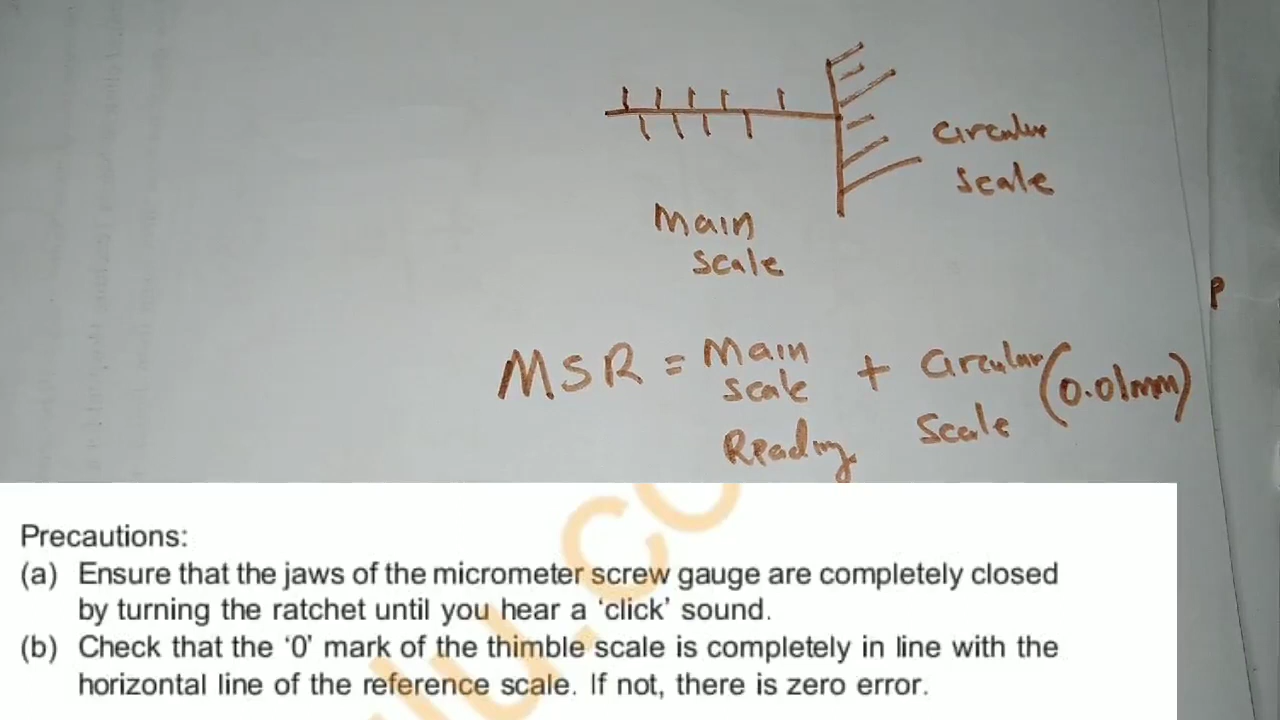 Circular
scale
Main
scale
MSR = Main scale Reading + Circular Scale (0.01mm)
P
Precautions:
(a) Ensure that the jaws of the micrometer screw gauge are completely closed
by turning the ratchet until you hear a ‘click’ sound.
(b) Check that the ‘0’ mark of the thimble scale is completely in line with the
horizontal line of the reference scale. If not, there is zero error.